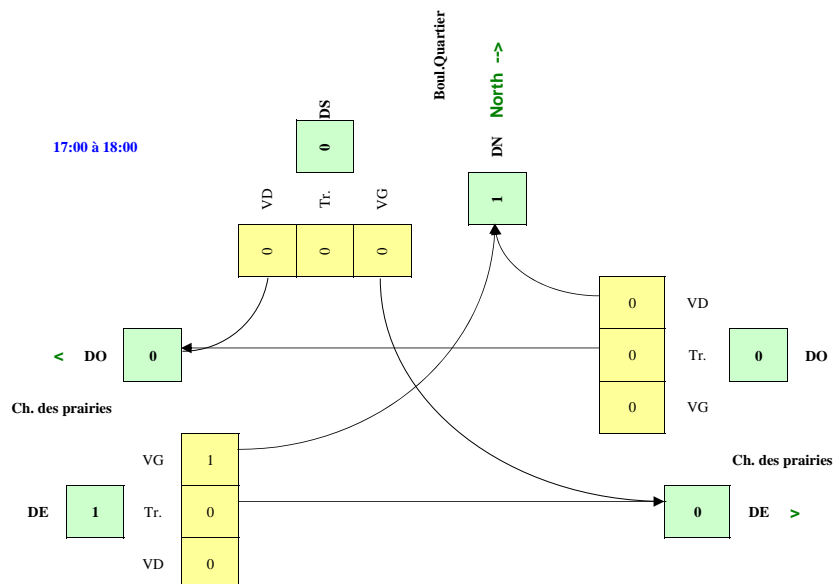 Boul.Quartier
North -->
DS
17:00 à 18:00
0
DN
VD Tr. VG
1
0 0 0
0 VD
< DO 0
0 Tr. 0 DO
Ch. des prairies
0 VG
VG 1
Ch. des prairies
DE 1 Tr. 0
0 DE >
VD 0